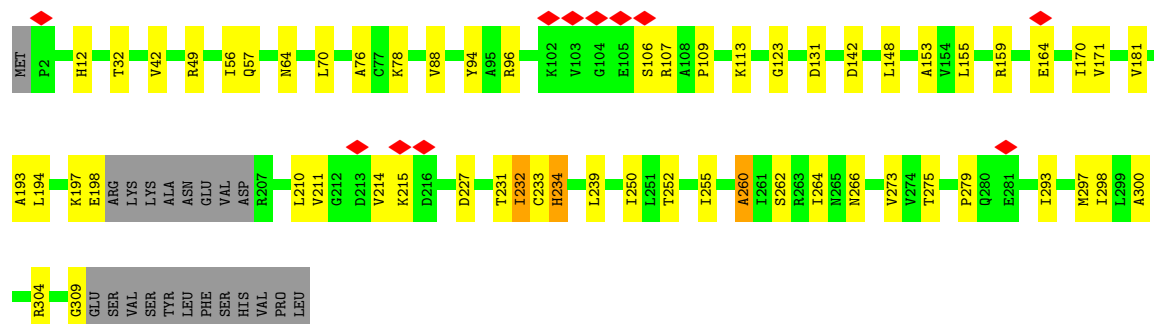 MET P2 H12 T32 V42 R49 I56 Q57 N64 L70 A76 C77 K78 V88 Y94 A95 R96 K102 V103 G104 E105 S106 R107 A108 P109 K113 G123 D131 D142 L148 A153 V154 L155 R159 E164 I170 V171 V181
A193 L194 K197 E198 ARG LYS LYS ALA ASN GLU VAL ASP R207 L210 V211 G212 D213 V214 K215 D216 D227 T231 I232 C233 H234 L239 I250 L251 T252 I255 A260 I261 S262 R263 I264 N265 N266 V273 V274 T275 P279 Q280 E281 I293 M297 I298 L299 A300
R304 G309 GLU SER VAL SER TYR LEU PHE SER HIS VAL PRO LEU